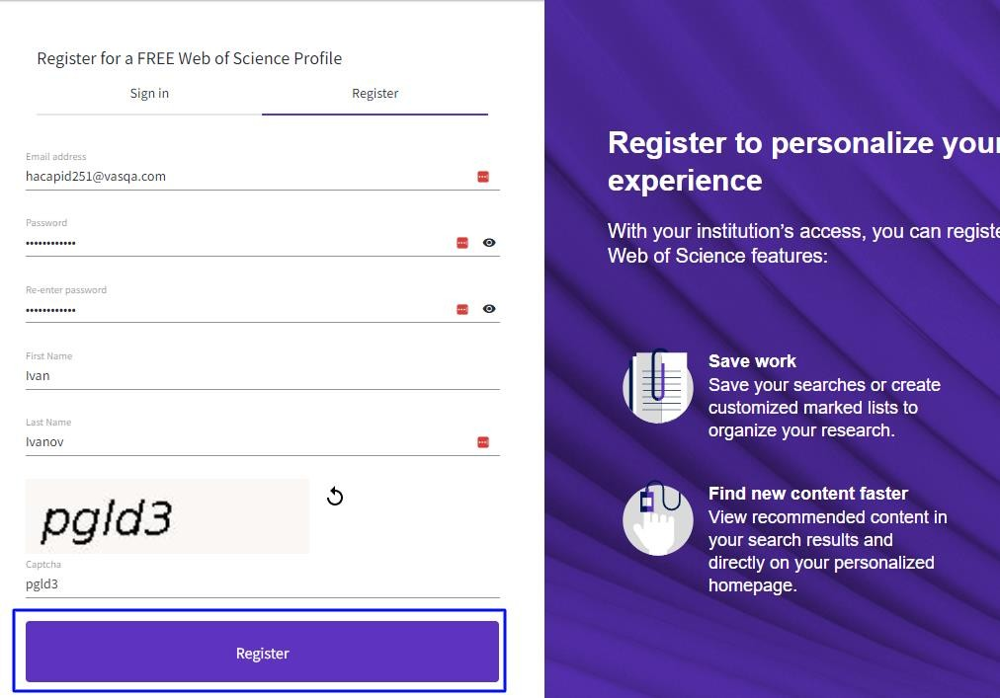 Register for a FREE Web of Science Profile
Sign in
Register
Email address
hacapid251@vasqa.com
Password
••••••••••••
Re-enter password
••••••••••••
First Name
Ivan
Last Name
Ivanov
pgld3
Captcha
pgld3
Register
Register to personalize your
experience
With your institution’s access, you can registe
Web of Science features:
Save work
Save your searches or create
customized marked lists to
organize your research.
Find new content faster
View recommended content in
your search results and
directly on your personalized
homepage.